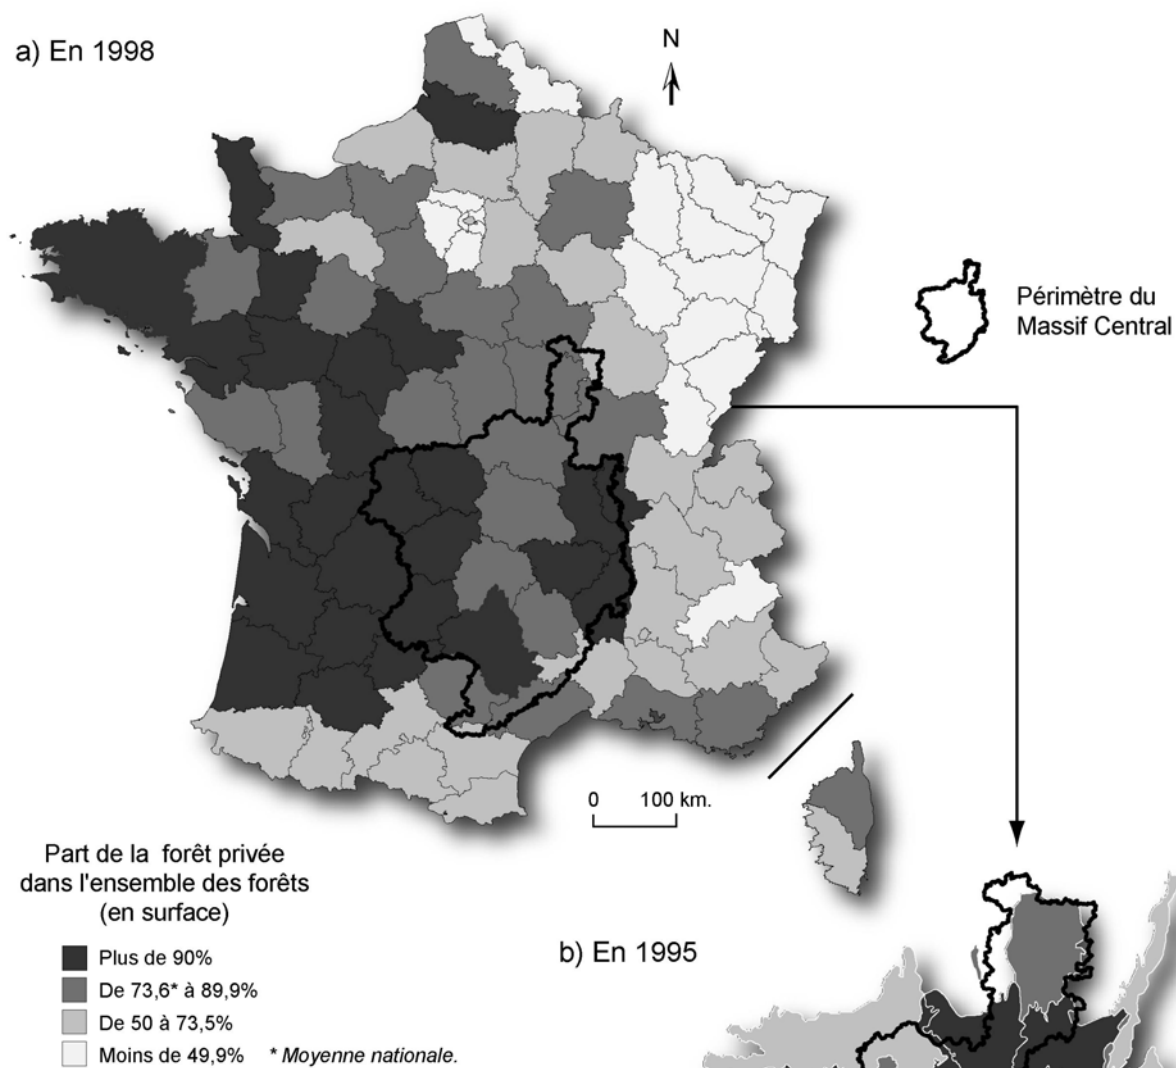 a) En 1998
N
Périmètre du
Massif Central
0 100 km.
Part de la forêt privée
dans l'ensemble des forêts
(en surface)
Plus de 90%
De 73,6* à 89,9%
De 50 à 73,5%
Moins de 49,9% * Moyenne nationale.
b) En 1995